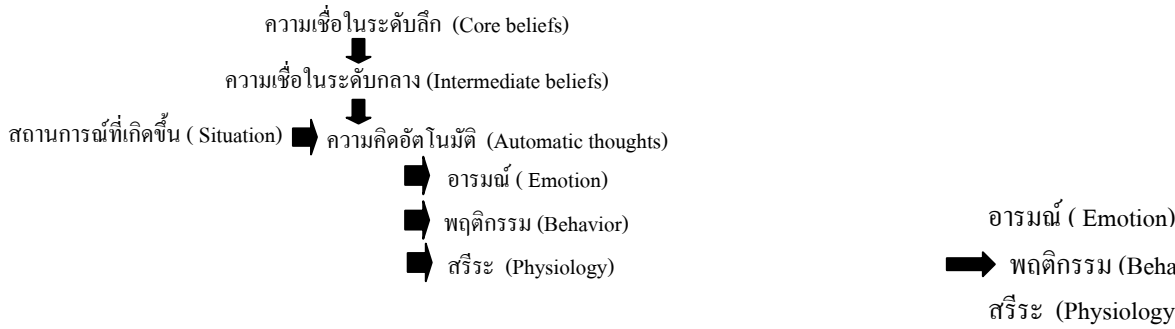 ความเชื่อในระดับลึก (Core beliefs)
ความเชื่อในระดับกลาง (Intermediate beliefs)
สถานการณ์ที่เกิดขึ้น ( Situation) ความคิดอัตโนมัติ (Automatic thoughts)
อารมณ์ ( Emotion)
พฤติกรรม (Behavior)
สรีระ (Physiology)
อารมณ์ ( Emotion)
พฤติกรรม (Beha
สรีระ (Physiology